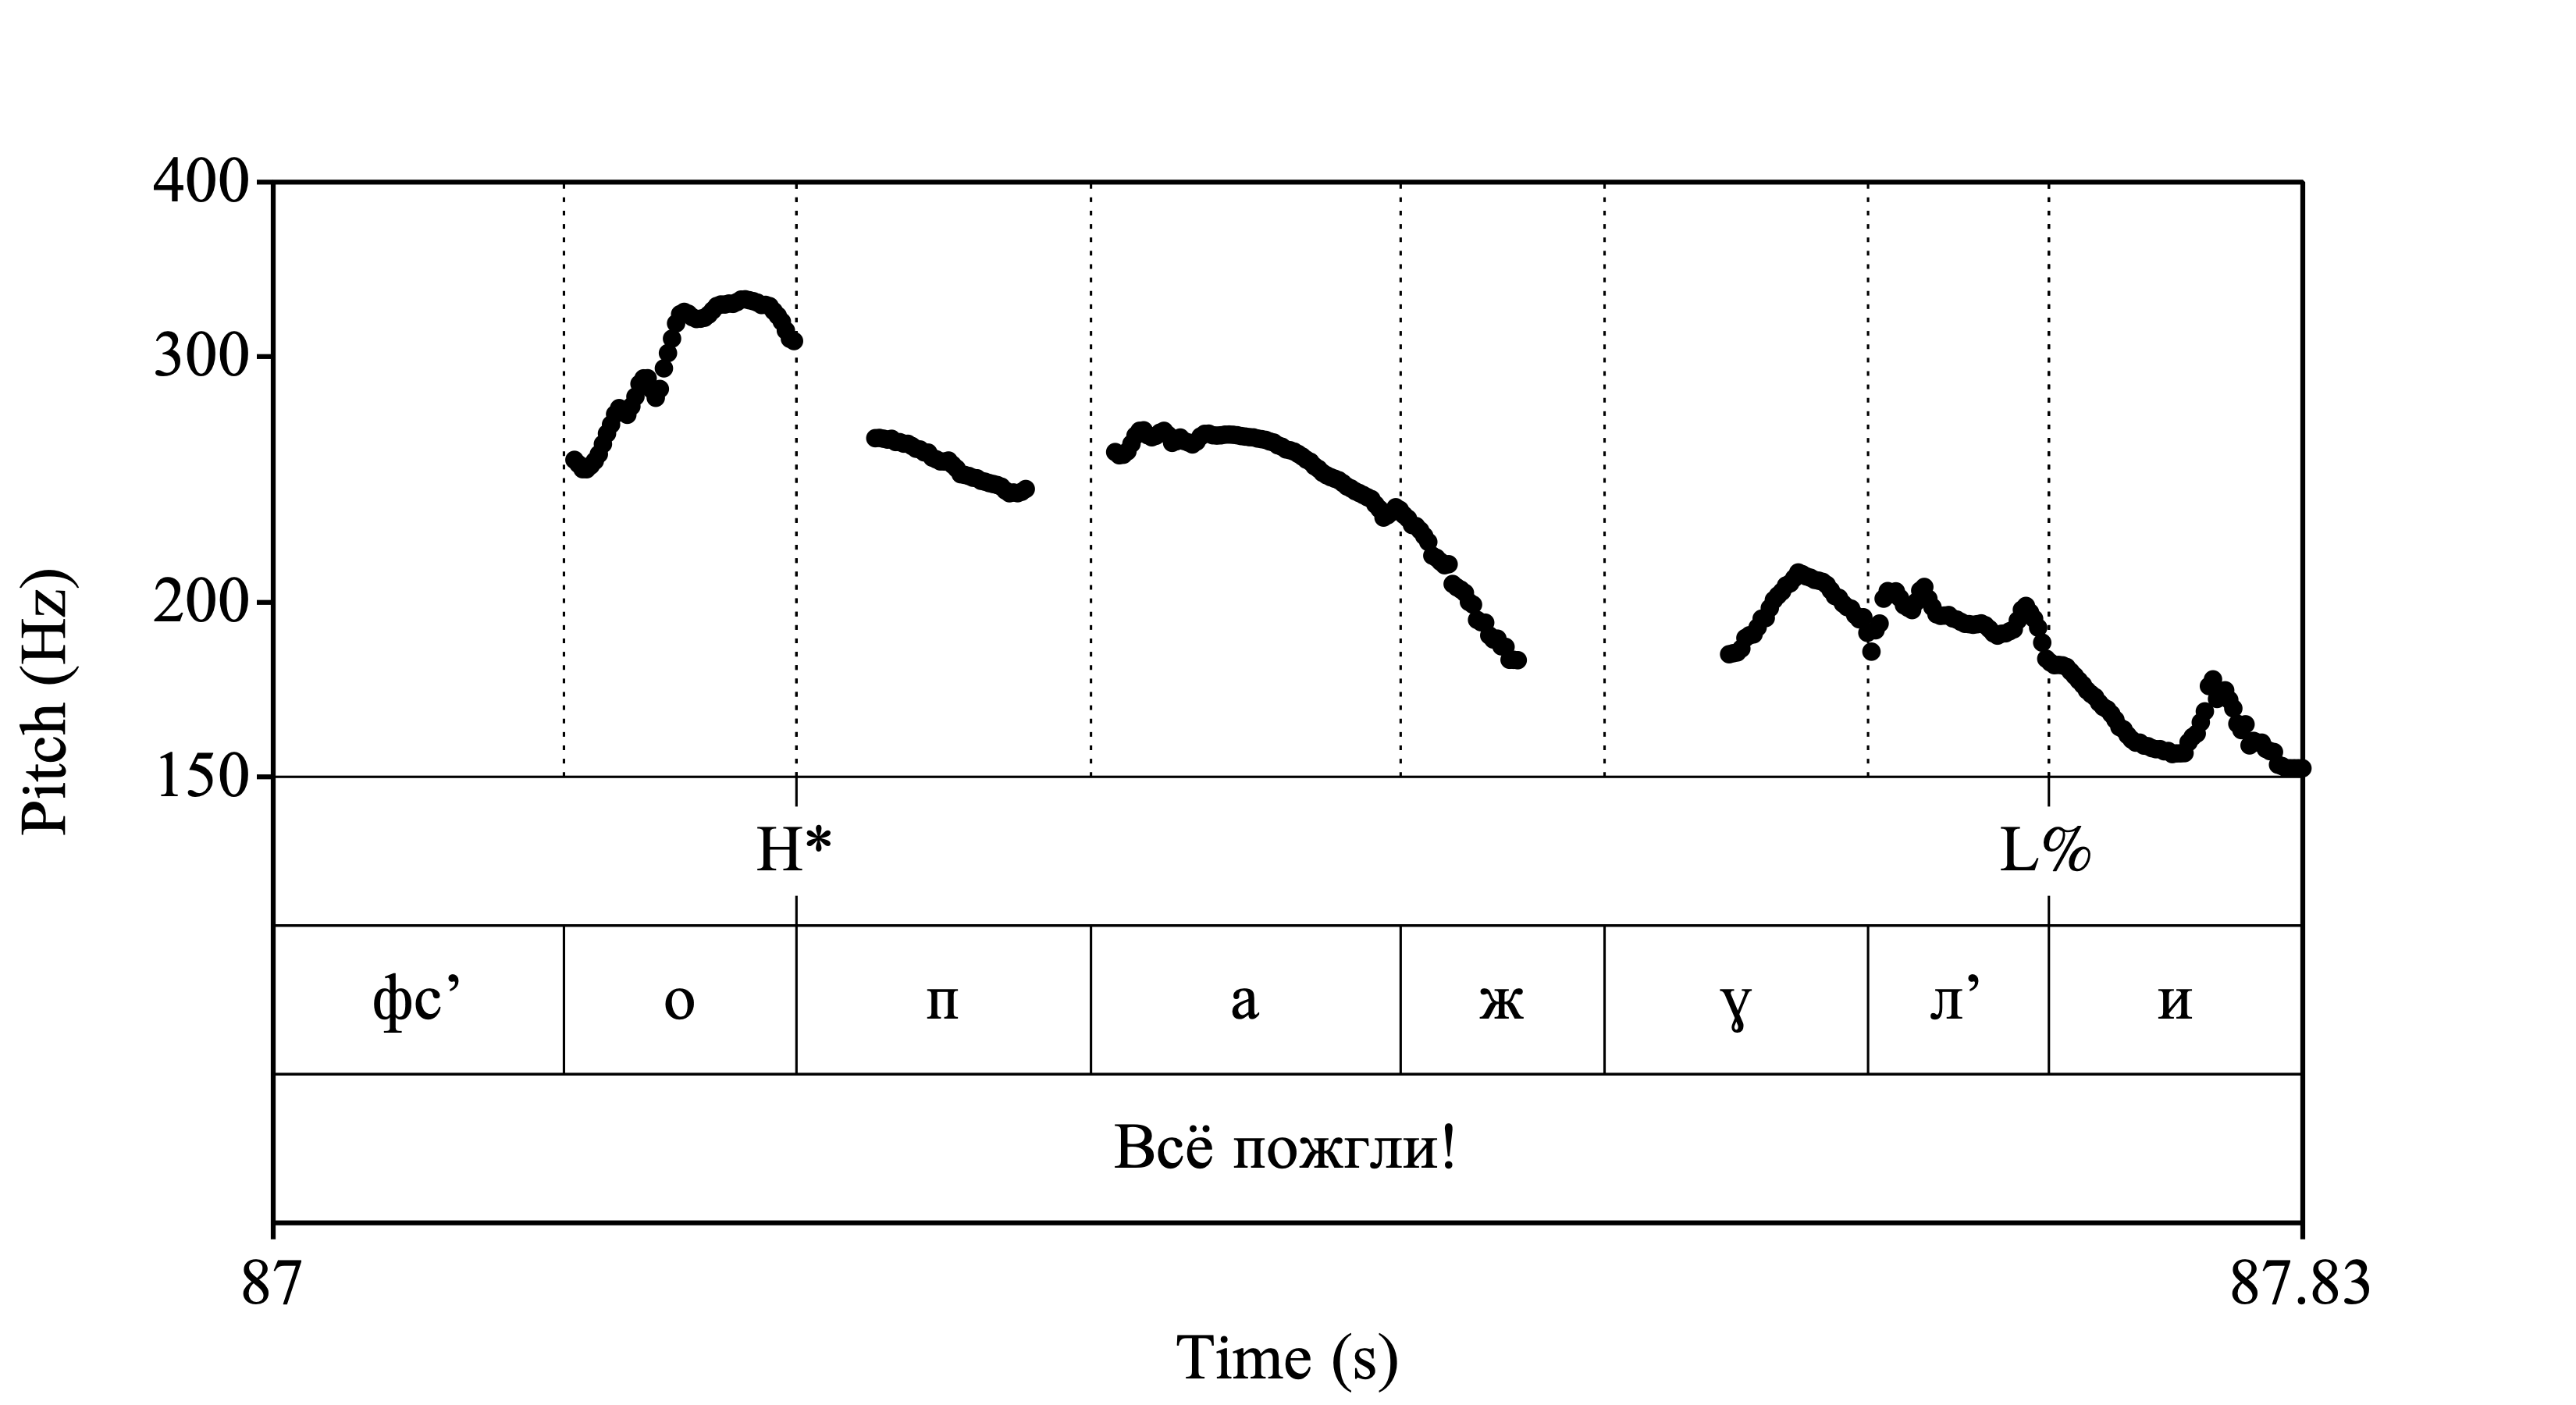 400
300
200
150
Pitch (Hz)
H* L%
фс’ о п а ж ɣ л’ и
Всё пожгли!
87 87.83
Time (s)